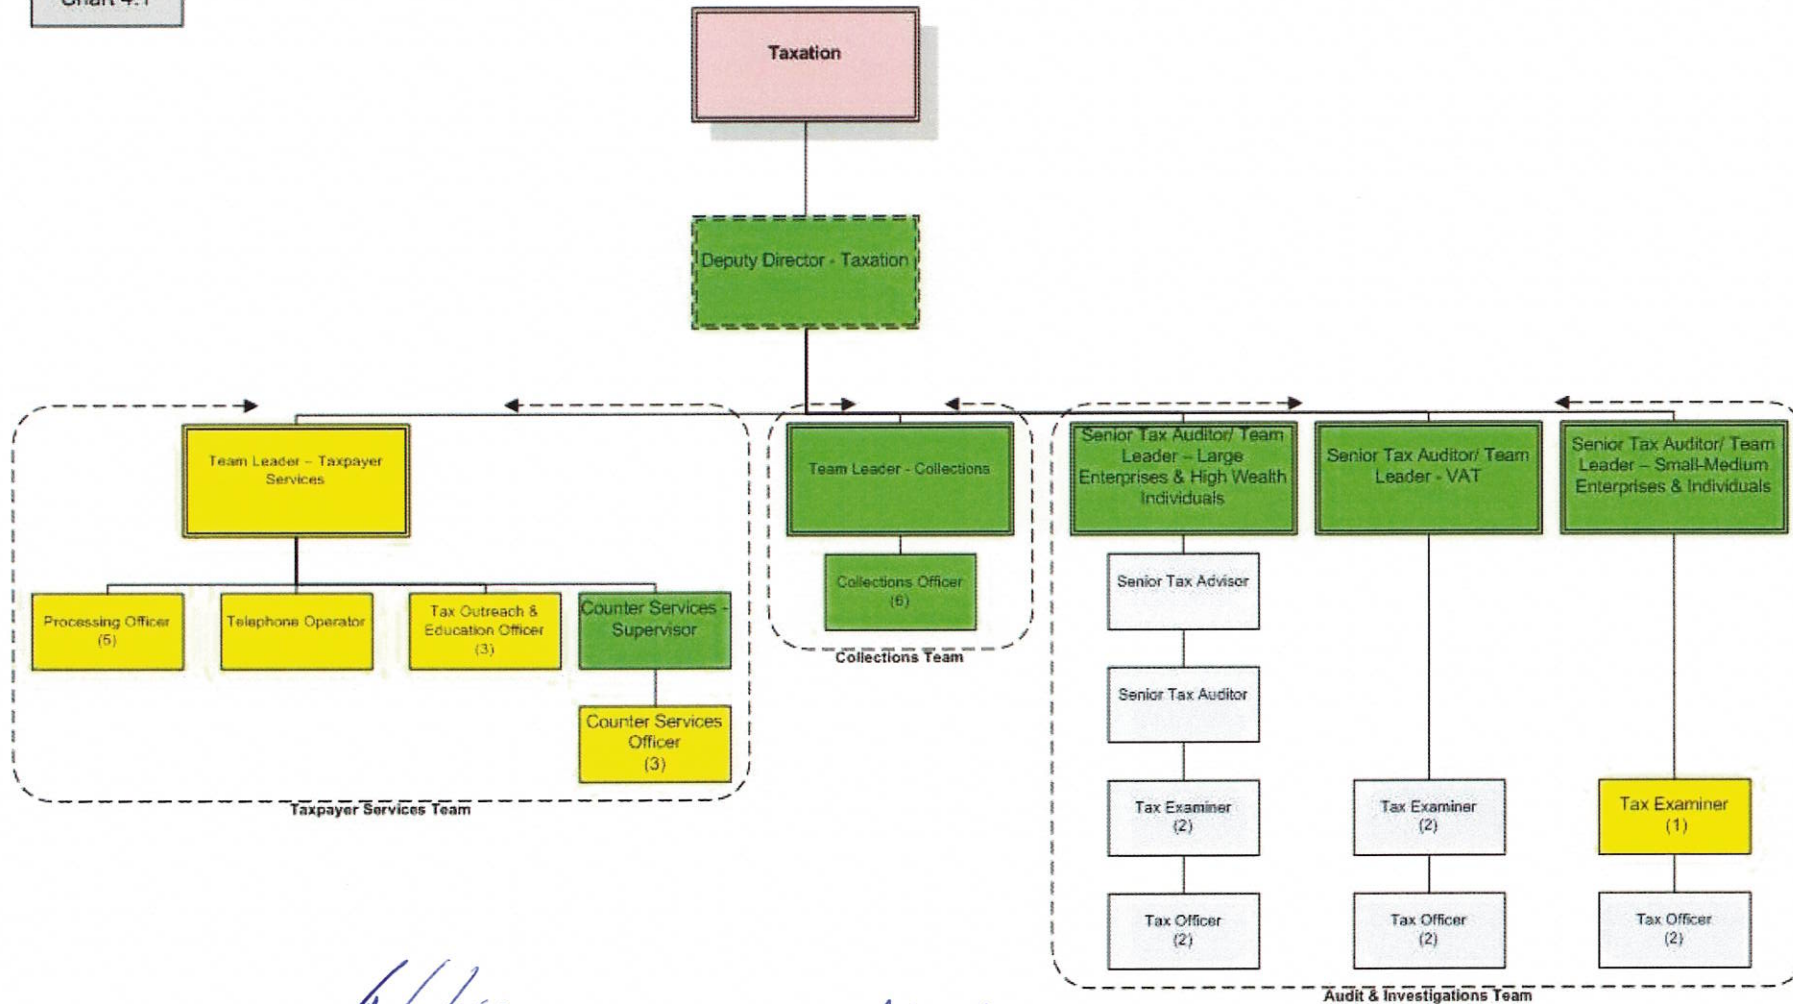 Chart 4.1
Taxation
Deputy Director - Taxation
Team Leader – Taxpayer
Services
Team Leader - Collections
Senior Tax Auditor/ Team
Leader – Large
Enterprises & High Wealth
Individuals
Senior Tax Auditor/ Team
Leader - VAT
Senior Tax Auditor/ Team
Leader – Small-Medium
Enterprises & Individuals
Processing Officer
(5)
Telephone Operator
Tax Outreach &
Education Officer
(3)
Counter Services -
Supervisor
Counter Services
Officer
(3)
Taxpayer Services Team
Collections Officer
(6)
Collections Team
Senior Tax Advisor
Senior Tax Auditor
Tax Examiner
(2)
Tax Officer
(2)
Tax Examiner
(2)
Tax Officer
(2)
Tax Examiner
(1)
Tax Officer
(2)
Audit & Investigations Team